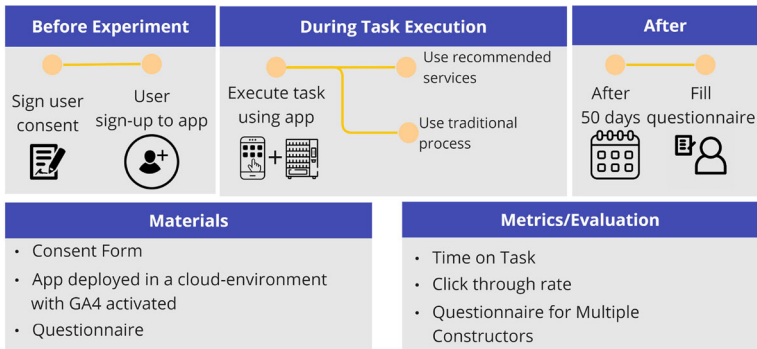 Before Experiment
Sign user
consent
User
sign-up to app
During Task Execution
Execute task
using app
Use recommended
services
Use traditional
process
After
After
50 days
Fill
questionnaire
Materials
• Consent Form
• App deployed in a cloud-environment
with GA4 activated
• Questionnaire
Metrics/Evaluation
• Time on Task
• Click through rate
• Questionnaire for Multiple
Constructors